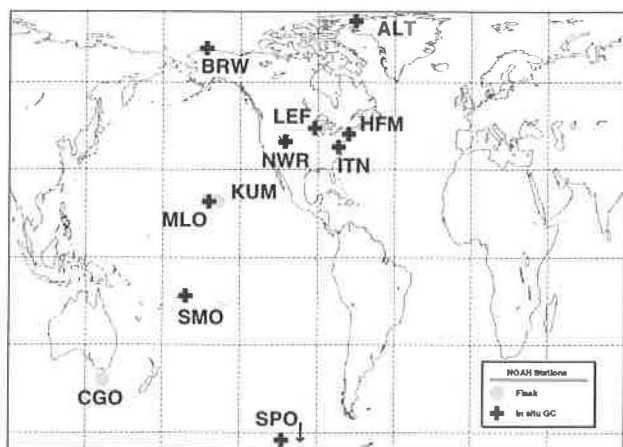 ALT
BRW
LEF
HFM
NWR
ITN
KUM
MLO
SMO
CGO
SPO
NOAH Stations
Flask
In situ GC